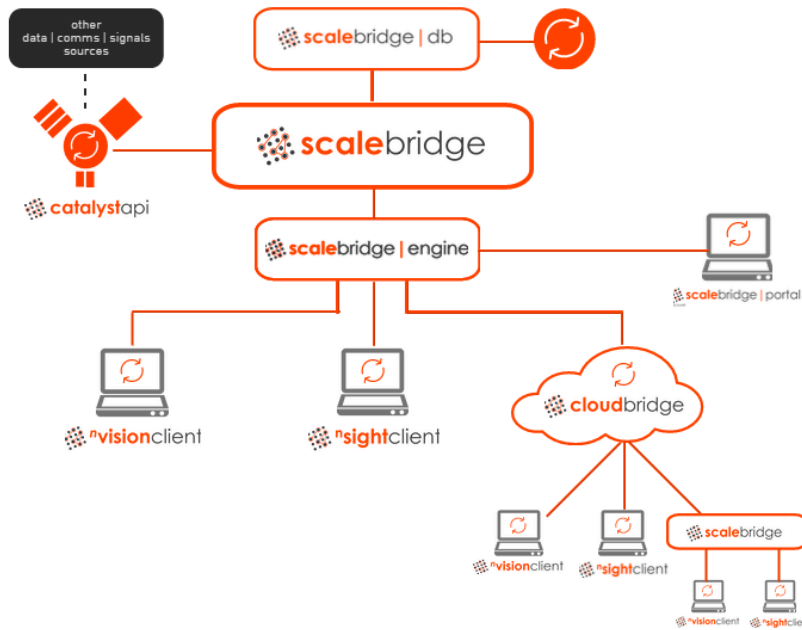 other
data | comms | signals
sources
scalebridge | db
scalebridge
catalystapi
scalebridge | engine
scalebridge | portal
nvisionclient
nsightclient
cloudbridge
nvisionclient
nsightclient
scalebridge
nvisionclient
nsightclie